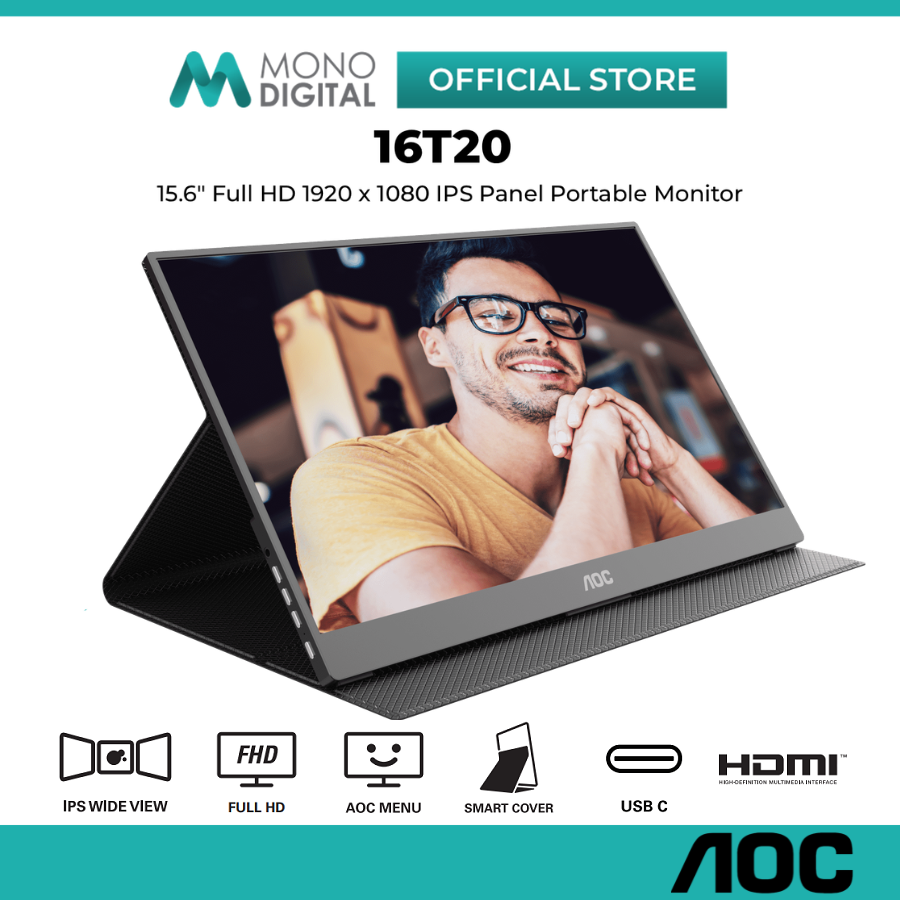 MONO
DIGITAL
OFFICIAL STORE
16T20
15.6" Full HD 1920 x 1080 IPS Panel Portable Monitor
AOC
FHD
IPS WIDE VIEW
FULL HD
AOC MENU
SMART COVER
USB C
HDMI™
HIGH-DEFINITION MULTIMEDIA INTERFACE
AOC